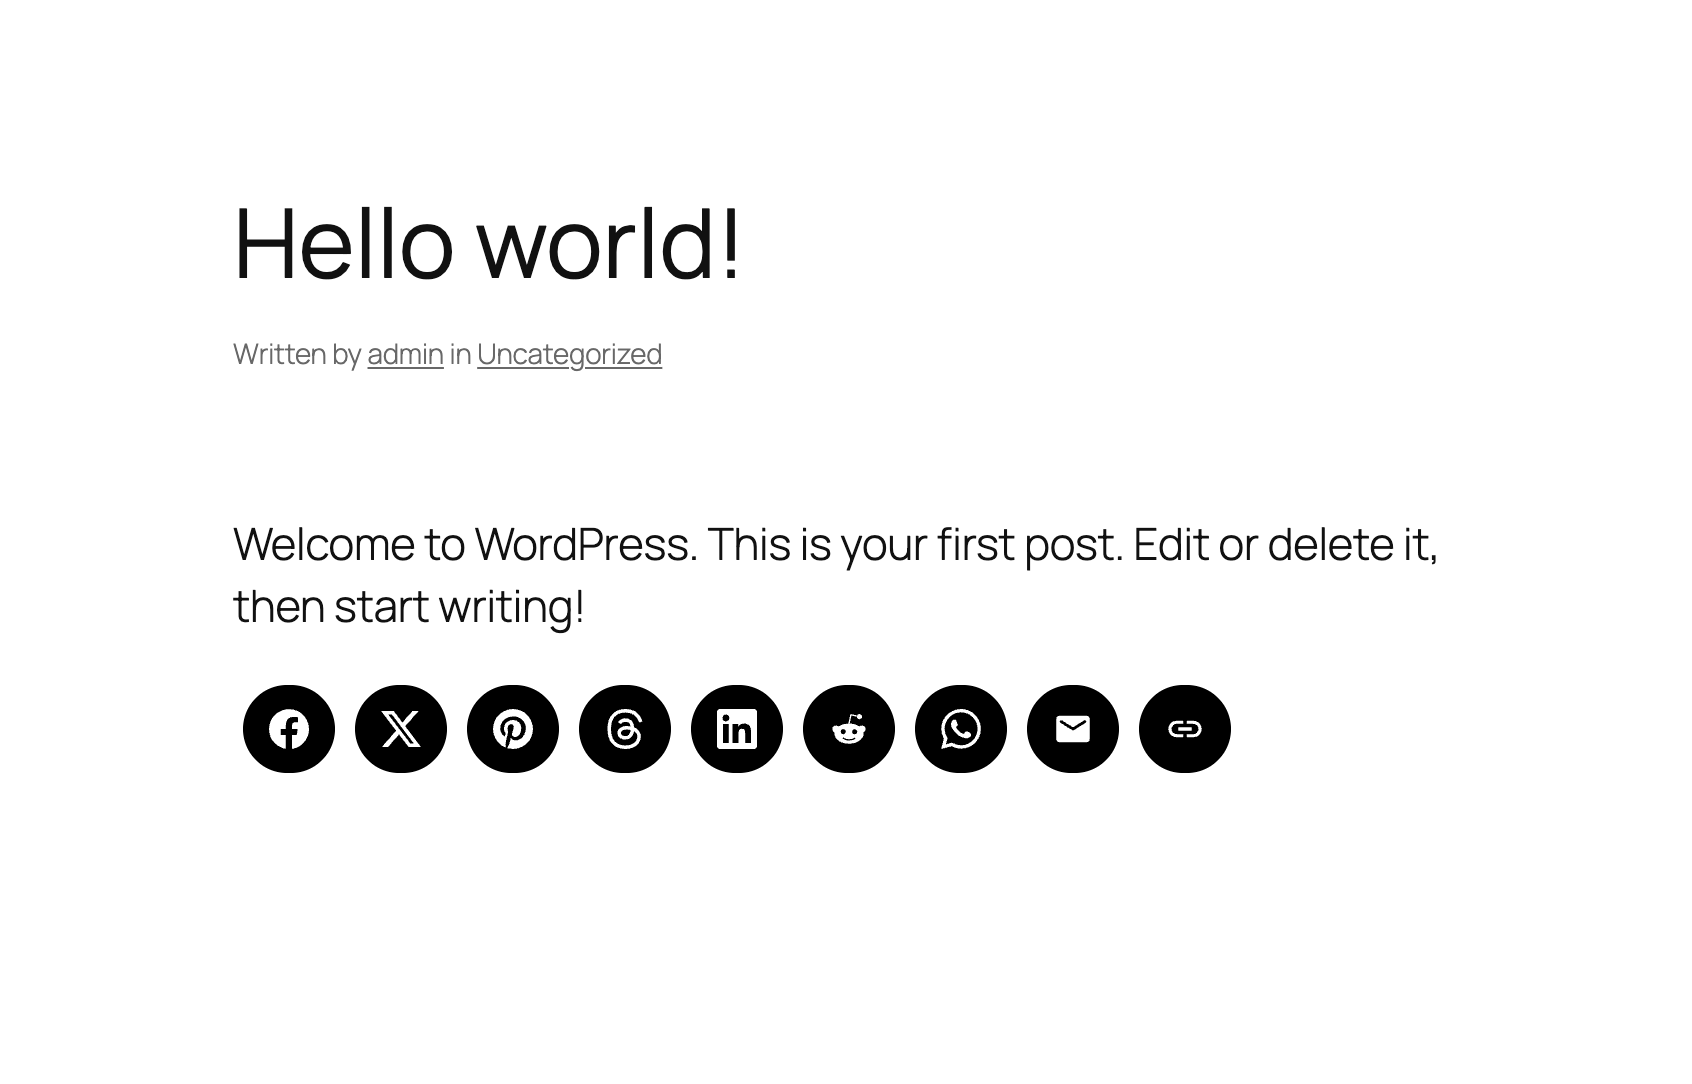 Hello world!
Written by admin in Uncategorized
Welcome to WordPress. This is your first post. Edit or delete it,
then start writing!